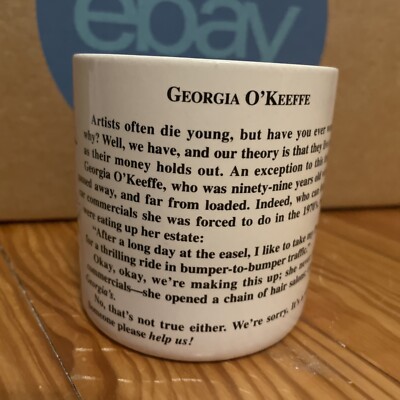 ebay
GEORGIA O'KEEFFE
Artists often die young, but have you ever
why? Well, we have, and our theory is that they
as their money holds out. An exception to this
Georgia O'Keeffe, who was ninety-nine years old
away, and far from loaded. Indeed, who can
commercials she was forced to do in the 1970's
were eating up her estate:
"After a long day at the easel, I like to take my
for a thrilling ride in bumper-to-bumper traffic."
Okay, okay, we're making this up; she
commercials—she opened a chain of hair salons
Georgia's.
No, that's not true either. We're sorry. It's
someone please help us!